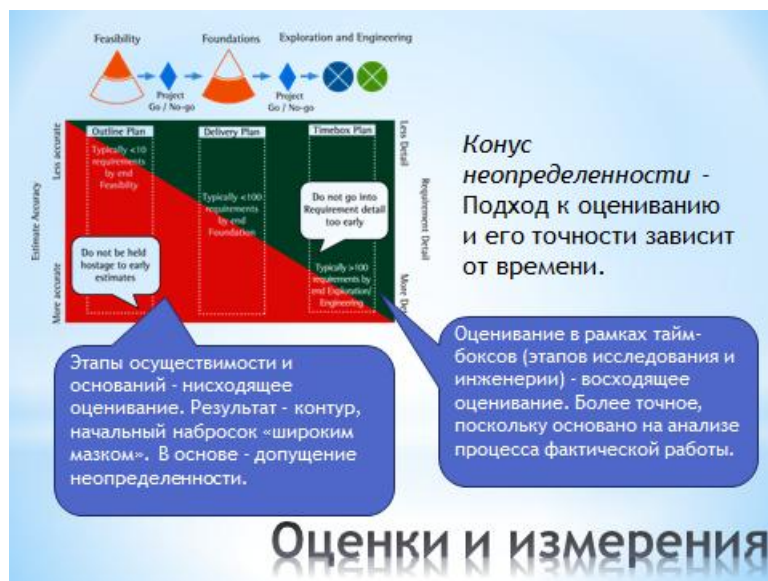 Feasibility
Foundations
Exploration and Engineering
Project
Go / No-go
Project
Go / No-go
Less accurate
Estimate Accuracy
More accurate
Outline Plan
Typically <10
requirements
by end
Feasibility
Do not be held
hostage to early
estimates
Delivery Plan
Typically <100
requirements
by end
Foundation
Timebox Plan
Do not go into
Requirement detail
too early
Typically >100
requirements by
end Exploration/
Engineering
Less Detail
Requirement Detail
More De
Конус
неопределенности -
Подход к оцениванию
и его точности зависит
от времени.
Этапы осуществимости и
оснований - нисходящее
оценивание. Результат - контур,
начальный набросок «широким
мазком». В основе - допущение
неопределенности.
Оценивание в рамках тайм-
боксов (этапов исследования и
инженерии) - восходящее
оценивание. Более точное,
поскольку основано на анализе
процесса фактической работы.
Оценки и измерения